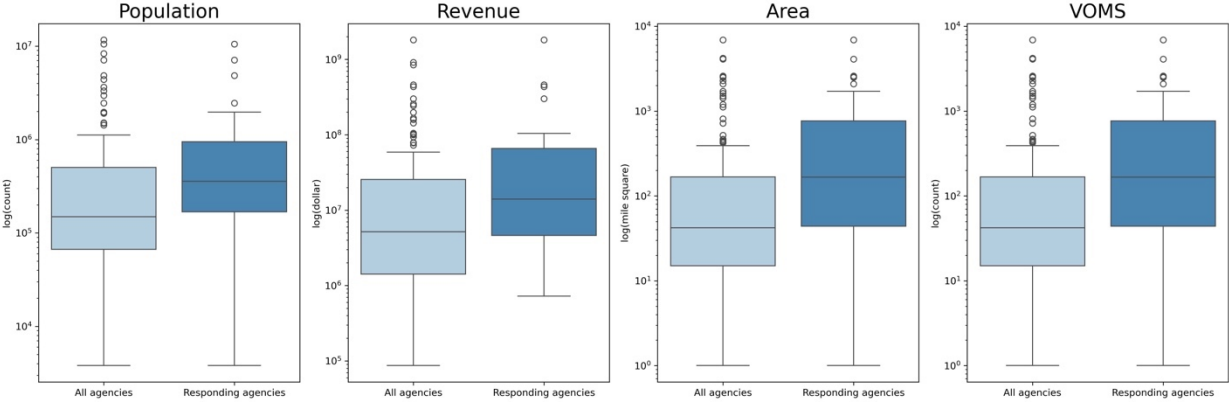 Population
log(count)
10^7
10^6
10^5
10^4
All agencies
Responding agencies
Revenue
log(dollar)
10^9
10^8
10^7
10^6
10^5
All agencies
Responding agencies
Area
log(mile square)
10^4
10^3
10^2
10^1
10^0
All agencies
Responding agencies
VOMS
log(count)
10^4
10^3
10^2
10^1
10^0
All agencies
Responding agencies